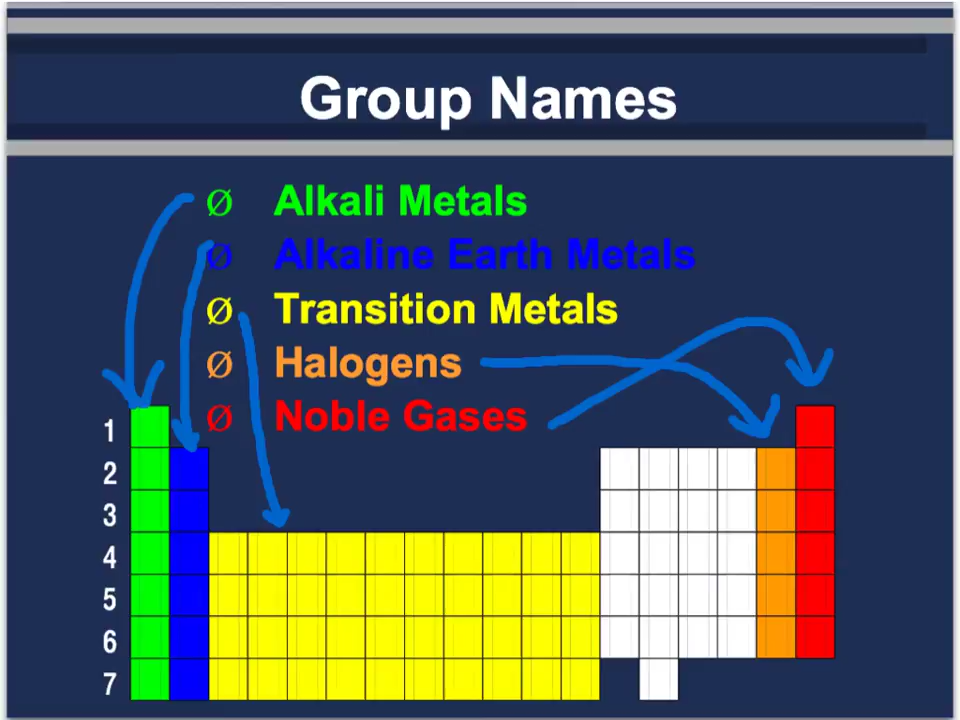 Group Names
Ø Alkali Metals
Ø Alkaline Earth Metals
Ø Transition Metals
Ø Halogens
Ø Noble Gases
1
2
3
4
5
6
7